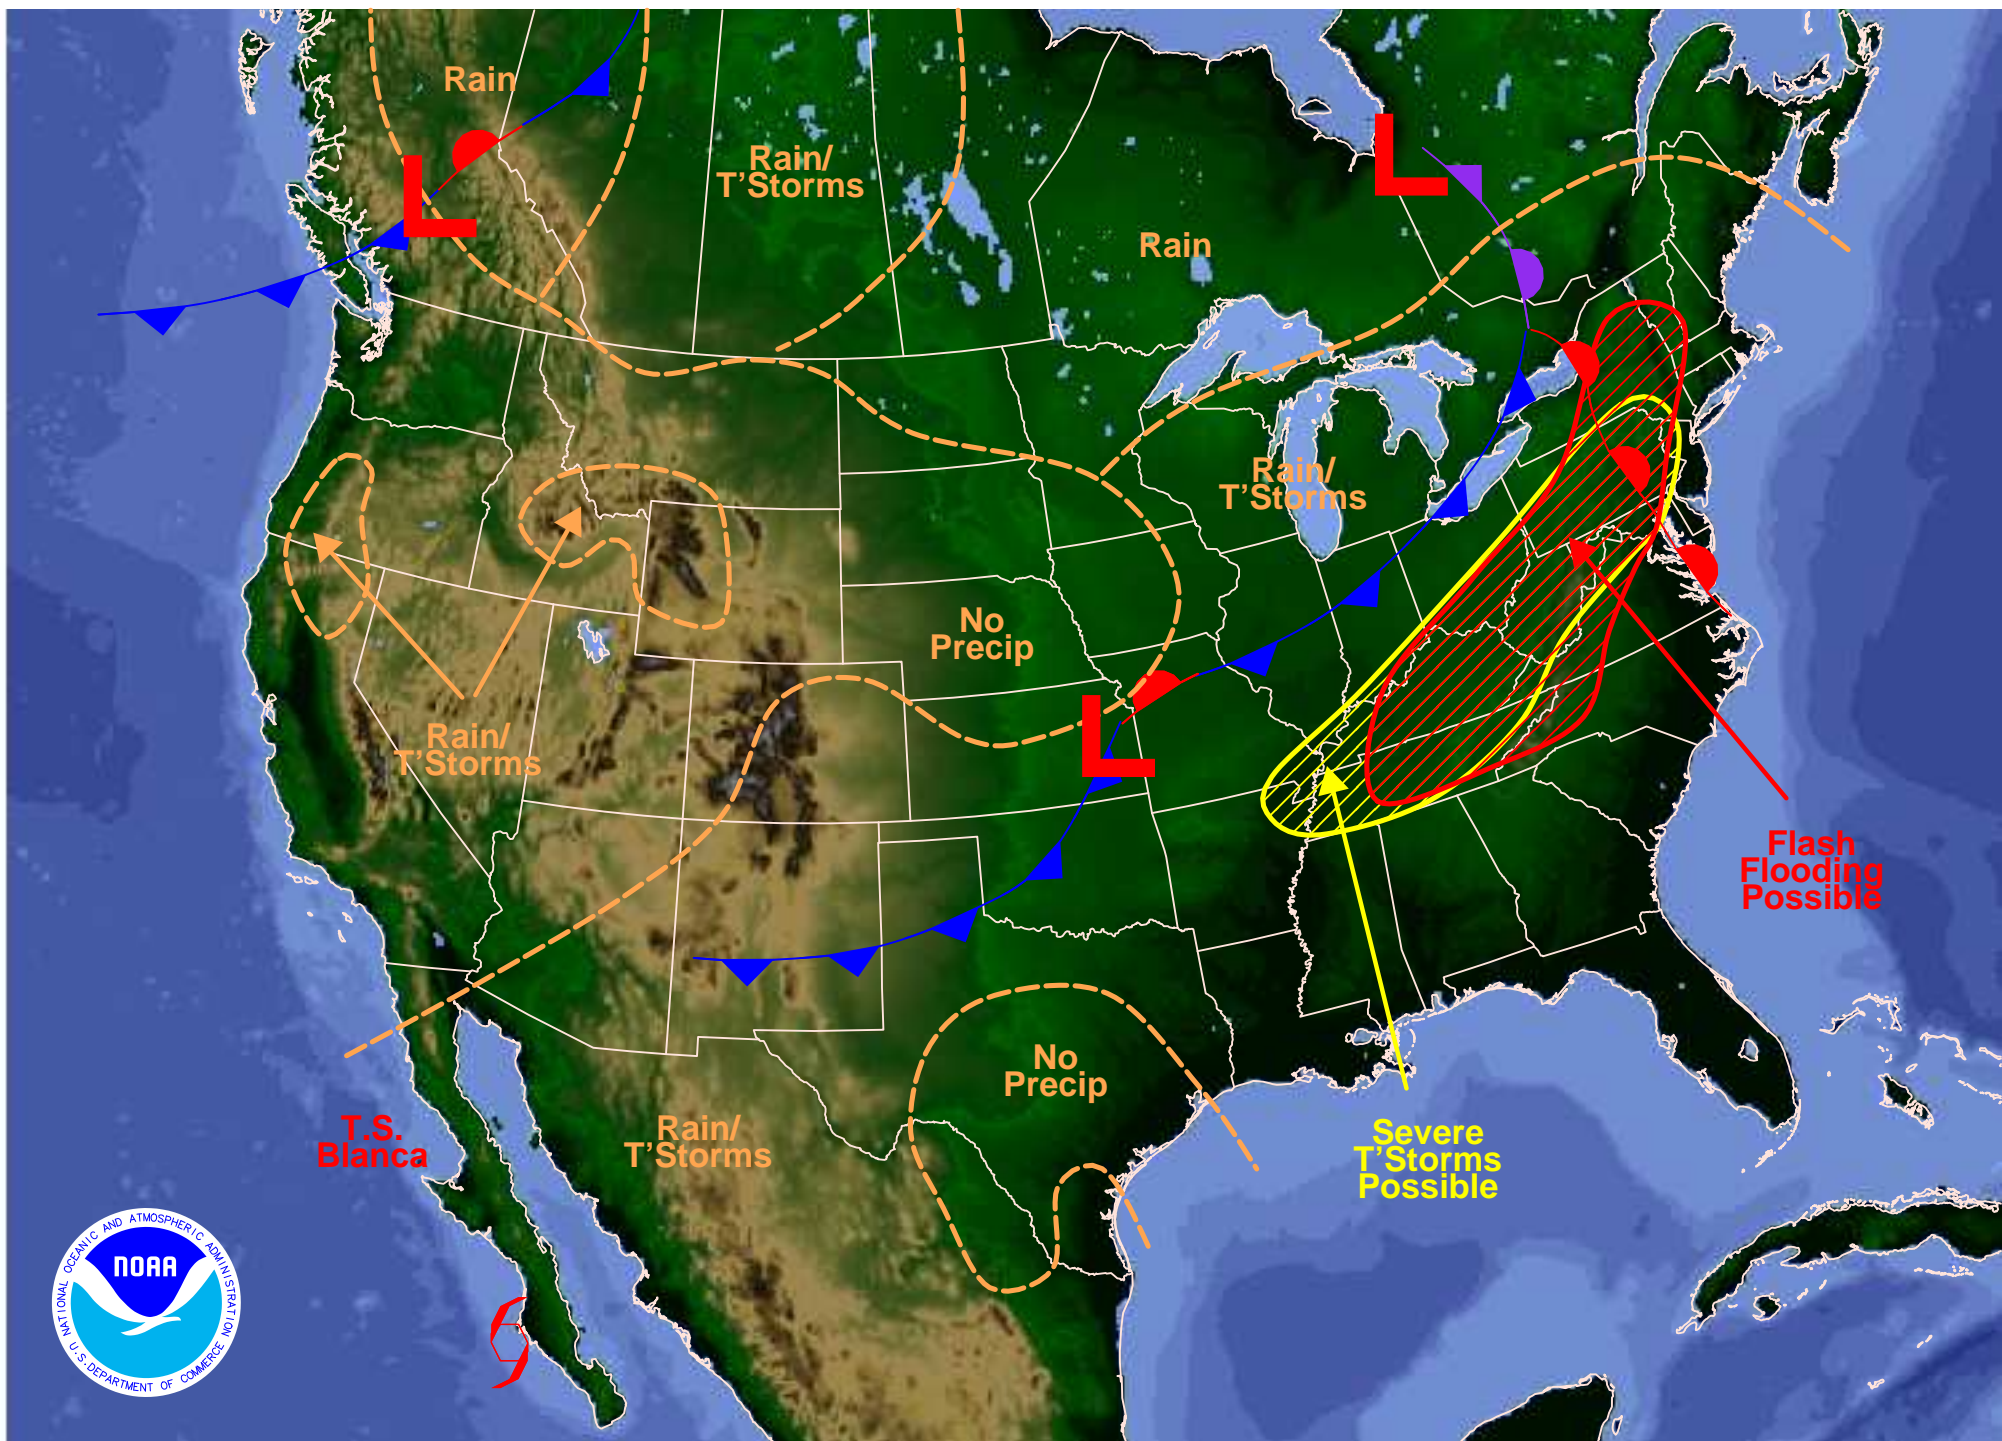 Rain
Rain/
T'Storms
Rain
L
L
Rain/
T'Storms
No
Precip
L
Rain/
T'Storms
Flash
Flooding
Possible
No
Precip
T.S.
Blanca
Rain/
T'Storms
Severe
T'Storms
Possible
NATIONAL OCEANIC AND ATMOSPHERIC ADMINISTRATION
NOAA
U.S. DEPARTMENT OF COMMERCE